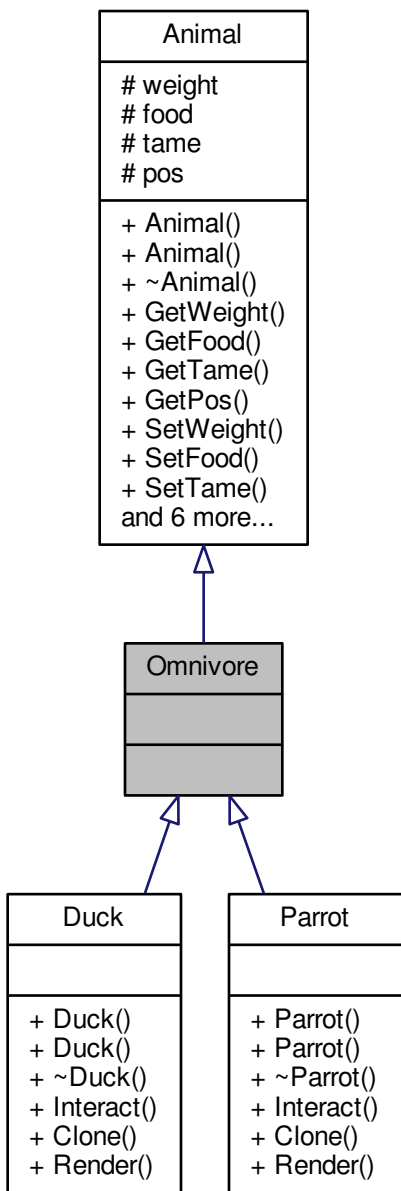 Animal
# weight
# food
# tame
# pos
+ Animal()
+ Animal()
+ ~Animal()
+ GetWeight()
+ GetFood()
+ GetTame()
+ GetPos()
+ SetWeight()
+ SetFood()
+ SetTame()
and 6 more...
Omnivore
Duck
+ Duck()
+ Duck()
+ ~Duck()
+ Interact()
+ Clone()
+ Render()
Parrot
+ Parrot()
+ Parrot()
+ ~Parrot()
+ Interact()
+ Clone()
+ Render()